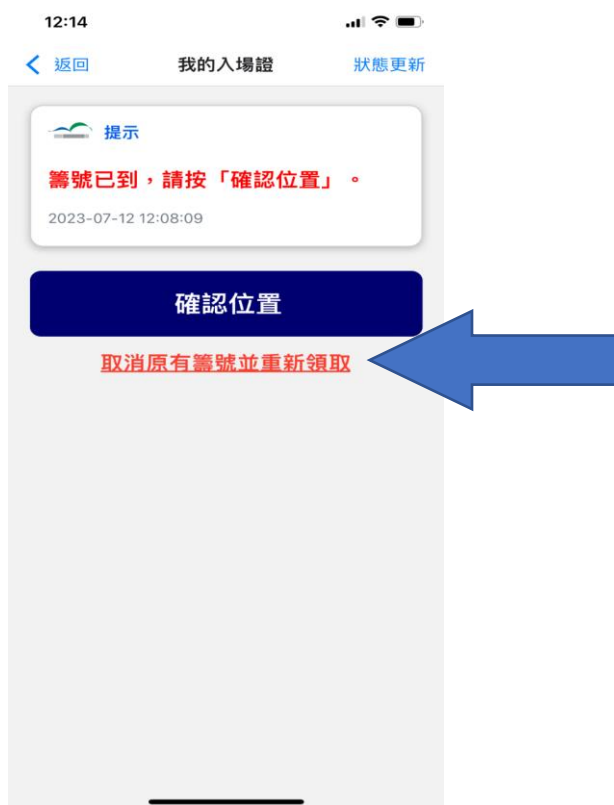 12:14
返回 我的入場證 狀態更新
提示
籌號已到，請按「確認位置」。
2023-07-12 12:08:09
確認位置
取消原有籌號並重新領取